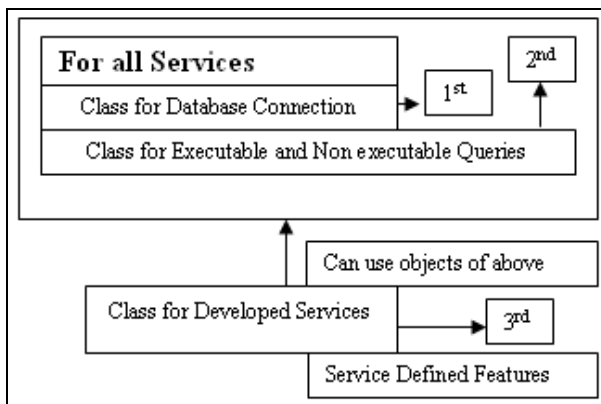 For all Services
2nd
Class for Database Connection
1st
Class for Executable and Non executable Queries
Can use objects of above
Class for Developed Services
3rd
Service Defined Features